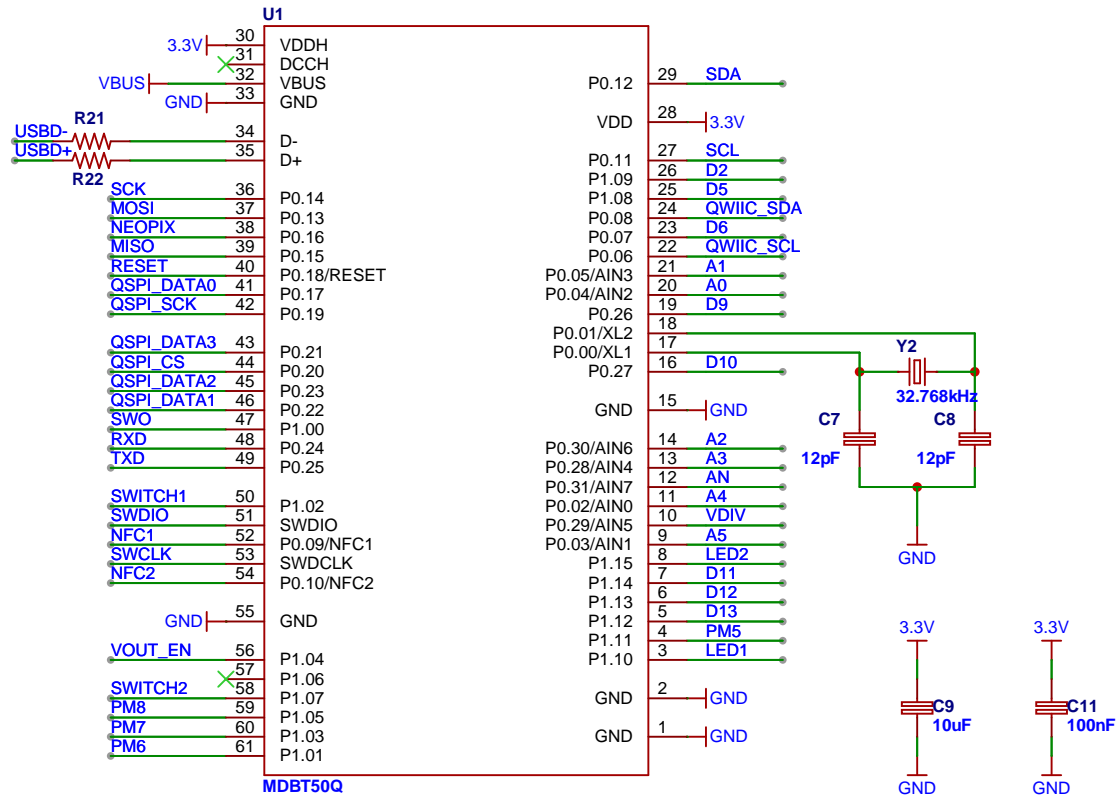 U1
3.3V 30 VDDH
31 DCCH
VBUS 32 VBUS
GND 33 GND
R21
USBD- 34 D-
USBD+ 35 D+
R22
SCK 36 P0.14
MOSI 37 P0.13
NEOPIX 38 P0.16
MISO 39 P0.15
RESET 40 P0.18/RESET
QSPI_DATA0 41 P0.17
QSPI_SCK 42 P0.19
QSPI_DATA3 43 P0.21
QSPI_CS 44 P0.20
QSPI_DATA2 45 P0.23
QSPI_DATA1 46 P0.22
SWO 47 P1.00
RXD 48 P0.24
TXD 49 P0.25
SWITCH1 50 P1.02
SWDIO 51 SWDIO
NFC1 52 P0.09/NFC1
SWCLK 53 SWDCLK
NFC2 54 P0.10/NFC2
GND 55 GND
VOUT_EN 56 P1.04
57 P1.06
SWITCH2 58 P1.07
PM8 59 P1.05
PM7 60 P1.03
PM6 61 P1.01
MDBT50Q
P0.12 29 SDA
VDD 28 3.3V
P0.11 27 SCL
P1.09 26 D2
P1.08 25 D5
P0.08 24 QWIIC_SDA
P0.07 23 D6
P0.06 22 QWIIC_SCL
P0.05/AIN3 21 A1
P0.04/AIN2 20 A0
P0.26 19 D9
P0.01/XL2 18
P0.00/XL1 17
P0.27 16 D10
GND 15 GND
P0.30/AIN6 14 A2
P0.28/AIN4 13 A3
P0.31/AIN7 12 AN
P0.02/AIN0 11 A4
P0.29/AIN5 10 VDIV
P0.03/AIN1 9 A5
P1.15 8 LED2
P1.14 7 D11
P1.13 6 D12
P1.12 5 D13
P1.11 4 PM5
P1.10 3 LED1
GND 2 GND
GND 1 GND
Y2
32.768kHz
C7 C8
12pF 12pF
GND
3.3V 3.3V
C9 C11
10uF 100nF
GND GND